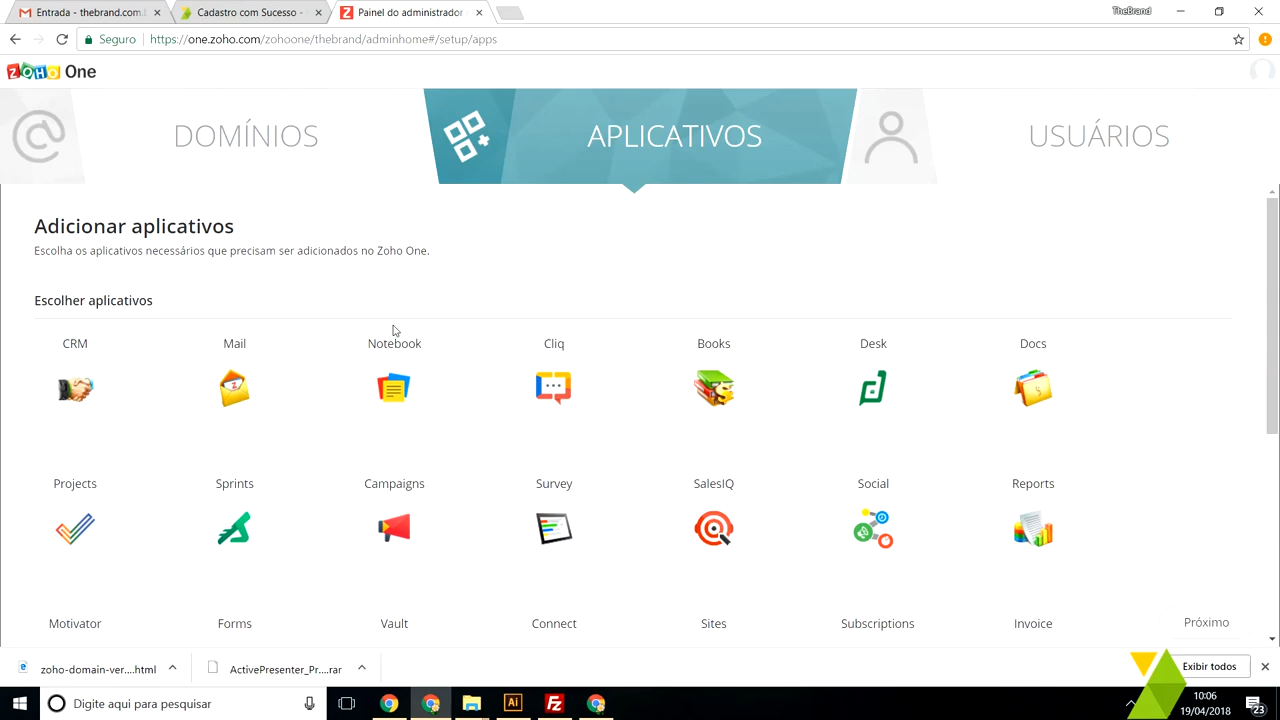 Entrada - thebrand.com.b
Cadastro com Sucesso -
Painel do administrador
TheBrand
Seguro
https://one.zoho.com/zohoone/thebrand/adminhome#/setup/apps
ZOHO One
DOMÍNIOS
APLICATIVOS
USUÁRIOS
Adicionar aplicativos
Escolha os aplicativos necessários que precisam ser adicionados no Zoho One.
Escolher aplicativos
CRM Mail Notebook Cliq Books Desk Docs
Projects Sprints Campaigns Survey SalesIQ Social Reports
Motivator Forms Vault Connect Sites Subscriptions Invoice
Próximo
zoho-domain-ver....html
ActivePresenter_Pr....rar
Exibir todos
Digite aqui para pesquisar
Ai
Fz
10:06
19/04/2018
23